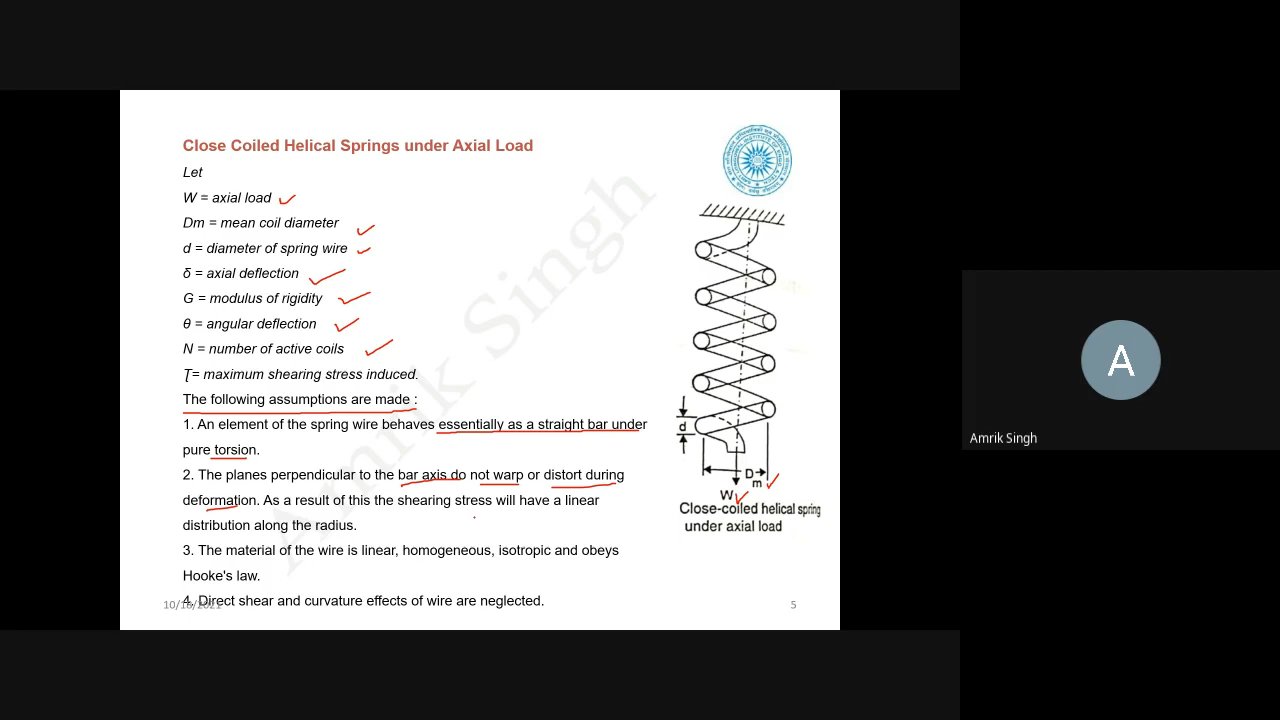 Close Coiled Helical Springs under Axial Load
Let
W = axial load
Dm = mean coil diameter
d = diameter of spring wire
δ = axial deflection
G = modulus of rigidity
θ = angular deflection
N = number of active coils
Ʈ= maximum shearing stress induced.
The following assumptions are made :
1. An element of the spring wire behaves essentially as a straight bar under
pure torsion.
2. The planes perpendicular to the bar axis do not warp or distort during
deformation. As a result of this the shearing stress will have a linear
distribution along the radius.
3. The material of the wire is linear, homogeneous, isotropic and obeys
Hooke's law.
4. Direct shear and curvature effects of wire are neglected.
5
d
D
m
W
Close-coiled helical spring
under axial load
Amrik Singh
A
Amrik Singh